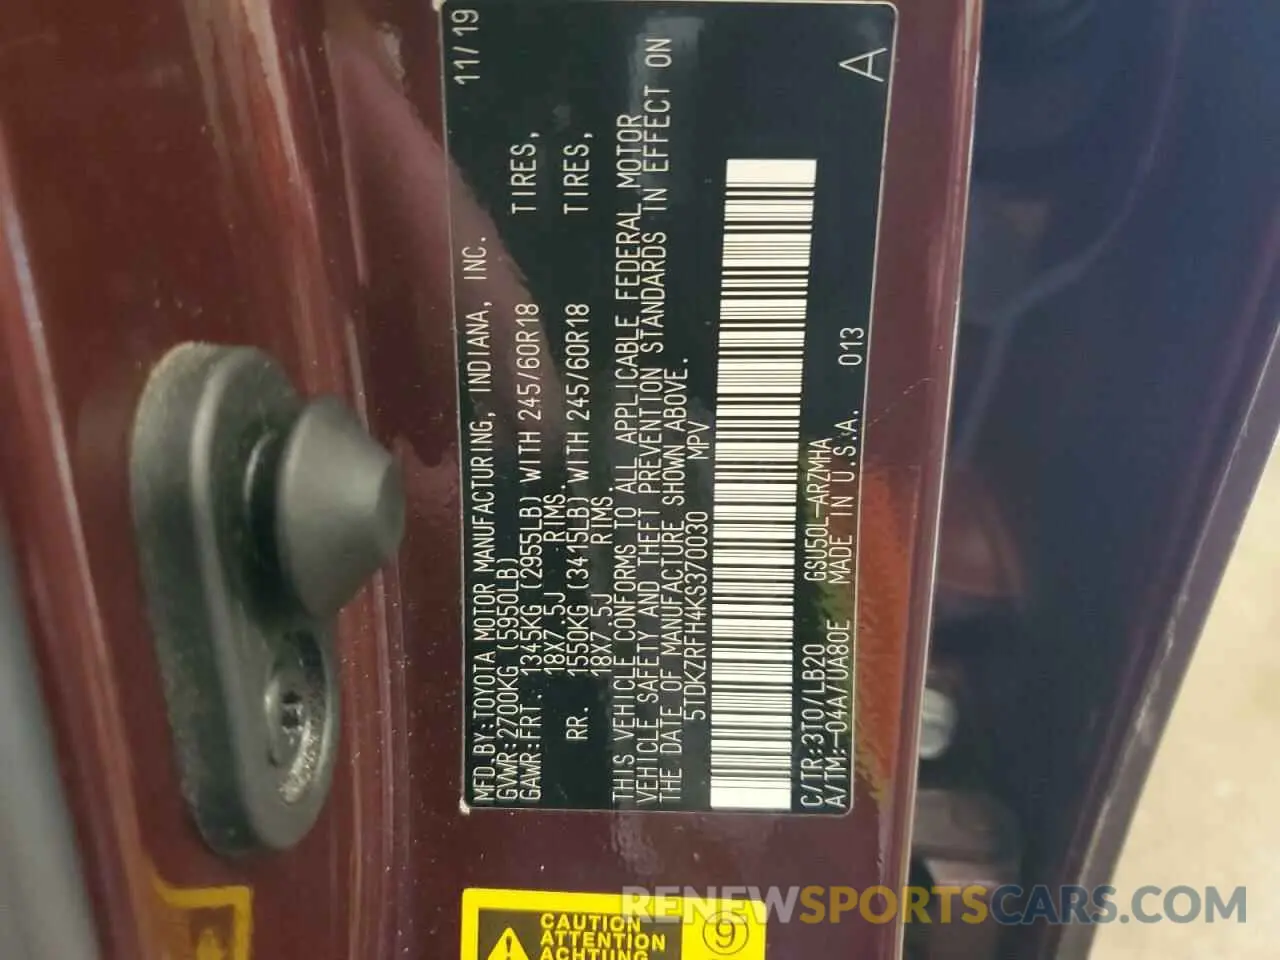 MFD.BY:TOYOTA MOTOR MANUFACTURING, INDIANA, INC. 11/19
GVWR:2700KG (5950LB)
GAWR:FRT. 1345KG (2955LB) WITH 245/60R18 TIRES,
18X7.5J RIMS.
RR. 1550KG (3415LB) WITH 245/60R18 TIRES,
18X7.5J RIMS.
THIS VEHICLE CONFORMS TO ALL APPLICABLE FEDERAL MOTOR
VEHICLE SAFETY AND THEFT PREVENTION STANDARDS IN EFFECT ON
THE DATE OF MANUFACTURE SHOWN ABOVE.
5TDKZRFH4KS370030 MPV
C/TR:3T0/LB20 GSU50L-ARZMHA
A/TM:-04A/UA80E MADE IN U.S.A. 013 A
CAUTION
ATTENTION
ACHTUNG
9
RENEWSPORTSCARS.COM